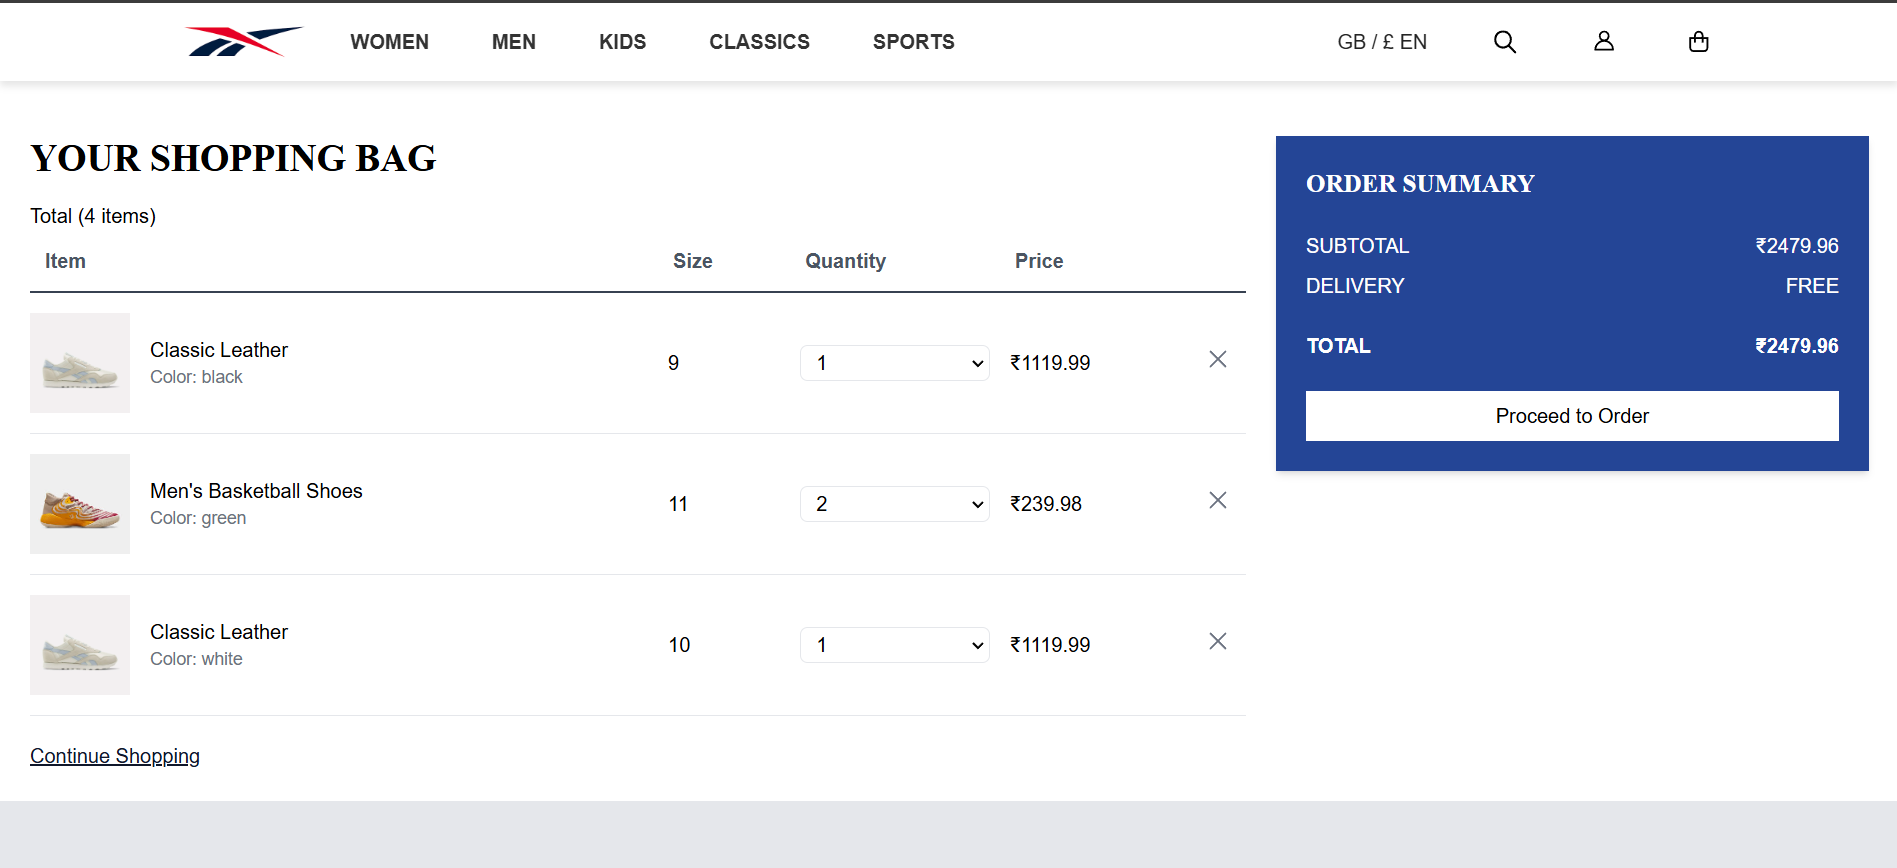 WOMEN MEN KIDS CLASSICS SPORTS GB / £ EN
YOUR SHOPPING BAG
Total (4 items)
Item Size Quantity Price
Classic Leather
Color: black
9 1 ₹1119.99
Men's Basketball Shoes
Color: green
11 2 ₹239.98
Classic Leather
Color: white
10 1 ₹1119.99
Continue Shopping
ORDER SUMMARY
SUBTOTAL ₹2479.96
DELIVERY FREE
TOTAL ₹2479.96
Proceed to Order